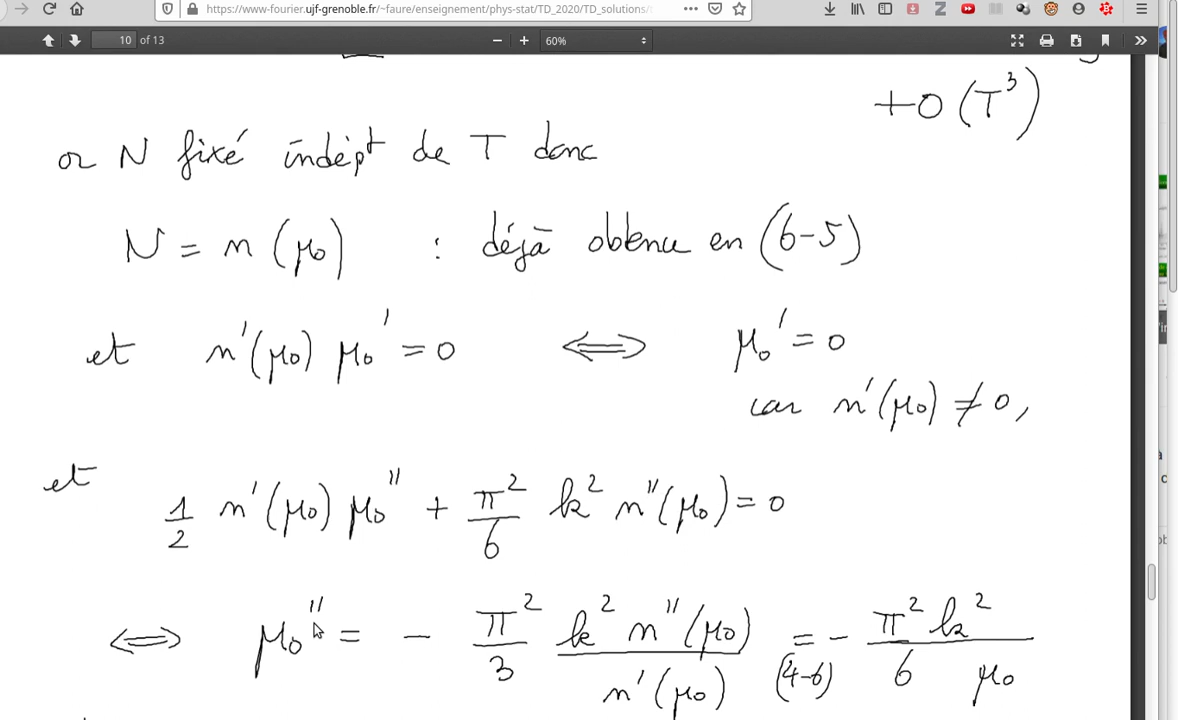 https://www-fourier.ujf-grenoble.fr/~faure/enseignement/phys-stat/TD_2020/TD_solutions/
10 of 13 60%
+ O (T³)
or N fixé indépt de T donc
N = n (μ₀) : déjà obtenu en (6-5)
et n'(μ₀) μ₀' = 0 ⟺ μ₀' = 0
car n'(μ₀) ≠ 0,
et
1/2 n'(μ₀) μ₀'' + π²/6 k² n''(μ₀) = 0
⟺ μ₀'' = - π²/3 k² n''(μ₀)/n'(μ₀) =(4-6) - π² k²/6 μ₀